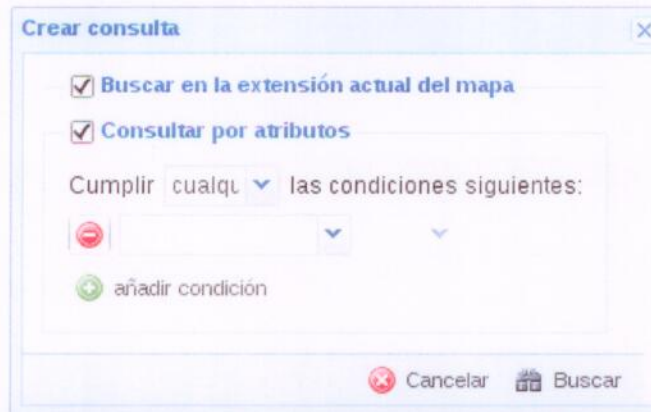 Crear consulta
Buscar en la extensión actual del mapa
Consultar por atributos
Cumplir cualqu las condiciones siguientes:
añadir condición
Cancelar Buscar